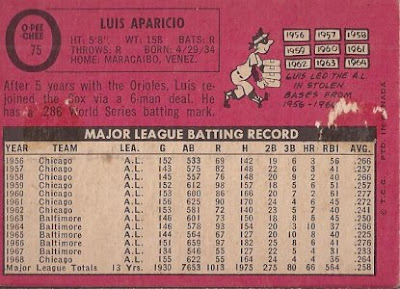 O-PEE-CHEE
75
LUIS APARICIO
HT: 5'8" WT: 158 BATS: R
THROWS: R BORN: 4/29/34
HOME: MARACAIBO, VENEZ.
After 5 years with the Orioles, Luis re-
joined the Sox via a 6-man deal. He
has a .286 World Series batting mark.
1956 1957 1958
1959 1960 1961
1962 1963 1964
LUIS LED THE A.L.
IN STOLEN
BASES FROM
1956-
MAJOR LEAGUE BATTING RECORD
YEAR TEAM LEA. G AB R H 2B 3B HR RBI AVG.
1956 Chicago A.L. 152 533 69 142 19 6 3 56 .266
1957 Chicago A.L. 143 575 82 148 22 6 3 41 .257
1958 Chicago A.L. 145 557 76 148 20 9 2 40 .266
1959 Chicago A.L. 152 612 98 157 18 5 6 51 .257
1960 Chicago A.L. 153 600 86 166 20 7 2 61 .277
1961 Chicago A.L. 156 625 90 170 24 4 6 45 .272
1962 Chicago A.L. 153 581 72 140 23 5 7 40 .241
1963 Baltimore A.L. 146 601 73 150 18 8 5 45 .250
1964 Baltimore A.L. 146 578 93 154 20 3 10 37 .266
1965 Baltimore A.L. 144 564 67 127 20 10 8 40 .225
1966 Baltimore A.L. 151 659 97 182 25 8 6 41 .276
1967 Baltimore A.L. 134 546 55 127 22 5 4 31 .233
1968 Chicago A.L. 155 622 55 164 24 4 4 36 .264
Major League Totals 13 Yrs. 1930 7653 1013 1975 275 80 66 564 .258
© T.C.G. PTD. IN CANADA